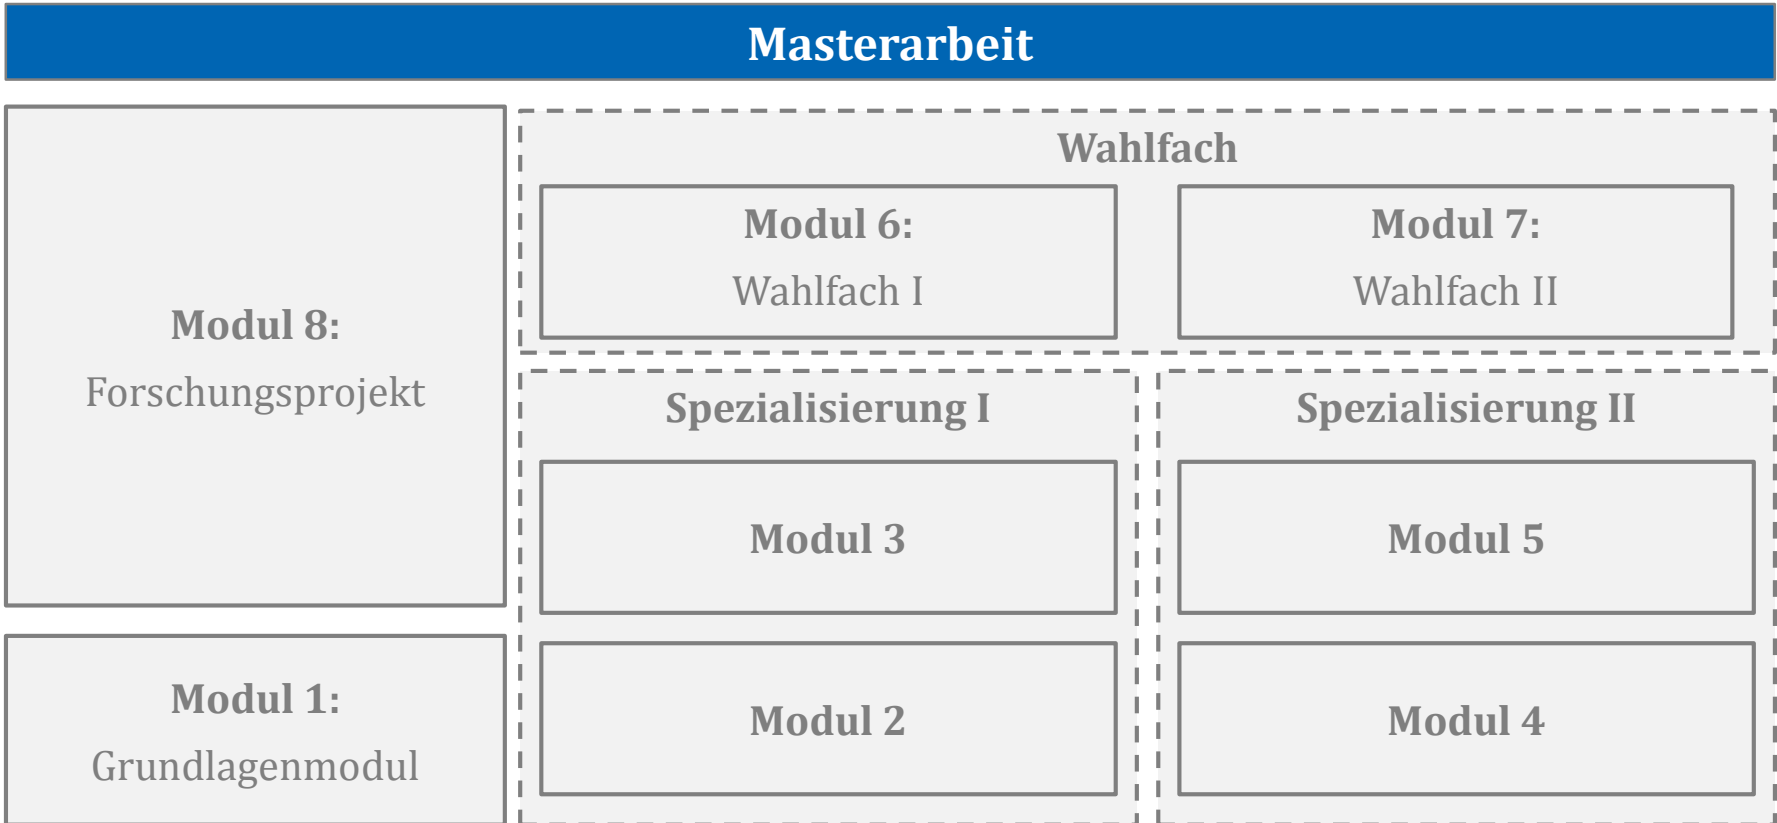 Masterarbeit
Modul 8:
Forschungsprojekt
Wahlfach
Modul 6:
Wahlfach I
Modul 7:
Wahlfach II
Spezialisierung I
Modul 3
Modul 2
Spezialisierung II
Modul 5
Modul 4
Modul 1:
Grundlagenmodul